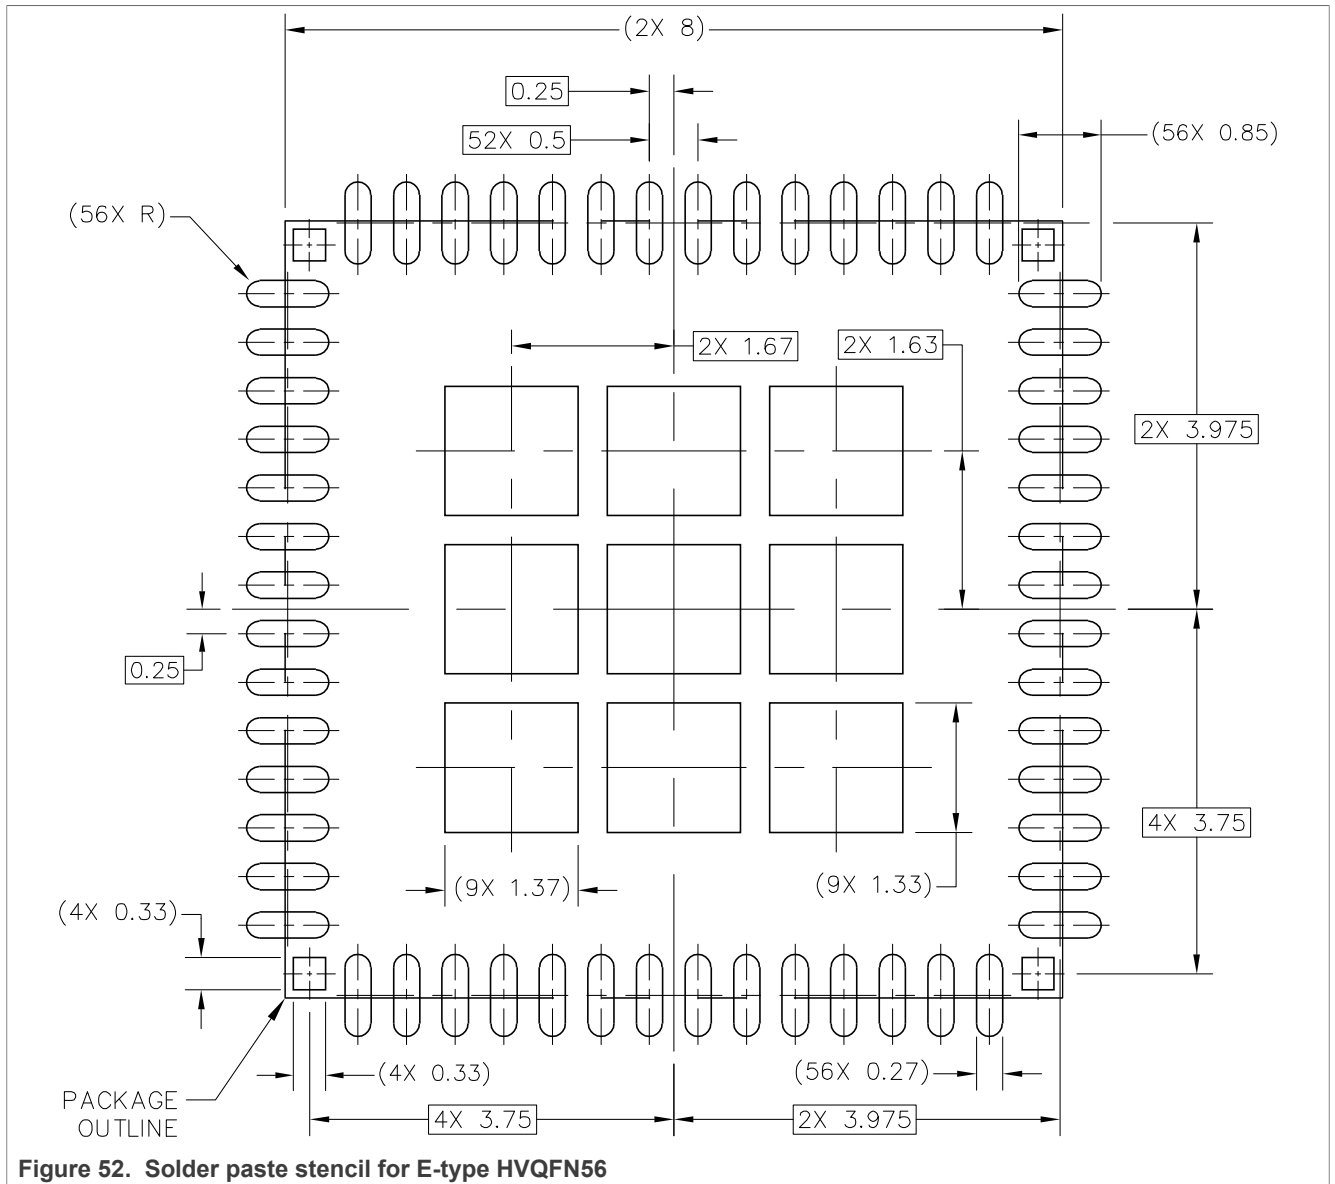 (2X 8)
0.25
52X 0.5
(56X 0.85)
(56X R)
2X 1.67
2X 1.63
2X 3.975
0.25
4X 3.75
(9X 1.37)
(9X 1.33)
(4X 0.33)
(4X 0.33)
(56X 0.27)
PACKAGE
OUTLINE
4X 3.75
2X 3.975
Figure 52. Solder paste stencil for E-type HVQFN56